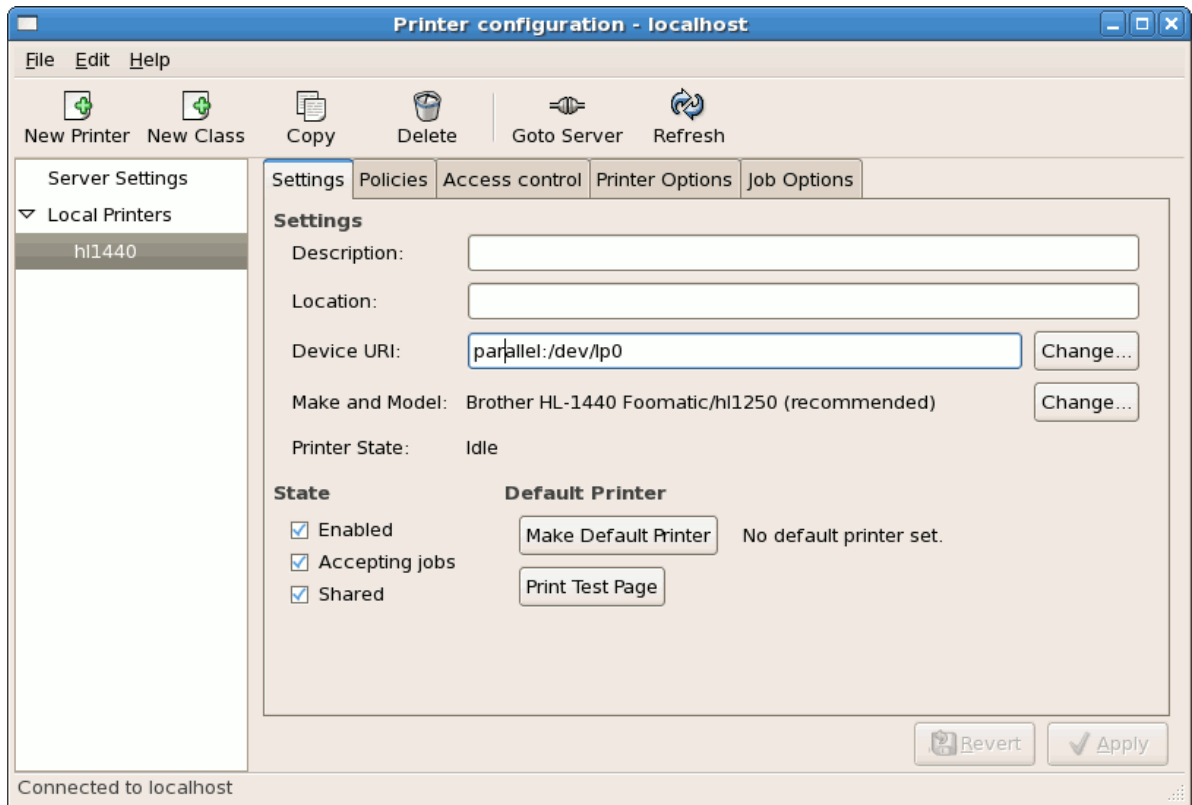 Printer configuration - localhost
File Edit Help
New Printer New Class Copy Delete Goto Server Refresh
Server Settings
Local Printers
hl1440
Settings Policies Access control Printer Options Job Options
Settings
Description:
Location:
Device URI: parallel:/dev/lp0 Change...
Make and Model: Brother HL-1440 Foomatic/hl1250 (recommended) Change...
Printer State: Idle
State Default Printer
Enabled Make Default Printer No default printer set.
Accepting jobs
Shared Print Test Page
Revert Apply
Connected to localhost